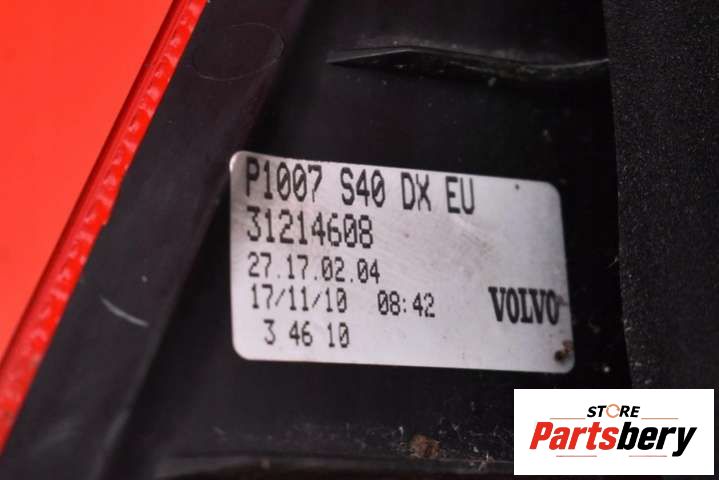 P1007 S40 DX EU
31214608
27.17.02.04
17/11/10 08:42
VOLVO
3 46 10
STORE
Partsbery